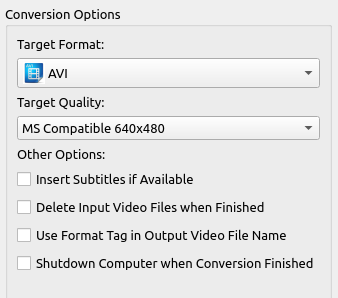 Conversion Options
Target Format:
AVI
Target Quality:
MS Compatible 640x480
Other Options:
Insert Subtitles if Available
Delete Input Video Files when Finished
Use Format Tag in Output Video File Name
Shutdown Computer when Conversion Finished